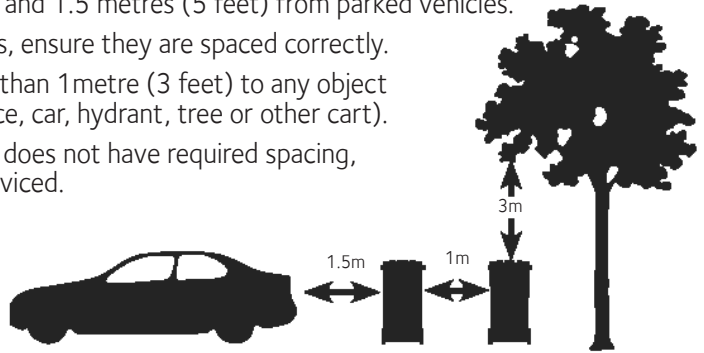 and 1.5 metres (5 feet) from parked vehicles.
s, ensure they are spaced correctly.
than 1metre (3 feet) to any object
ce, car, hydrant, tree or other cart).
does not have required spacing,
viced.
3m
1.5m
1m